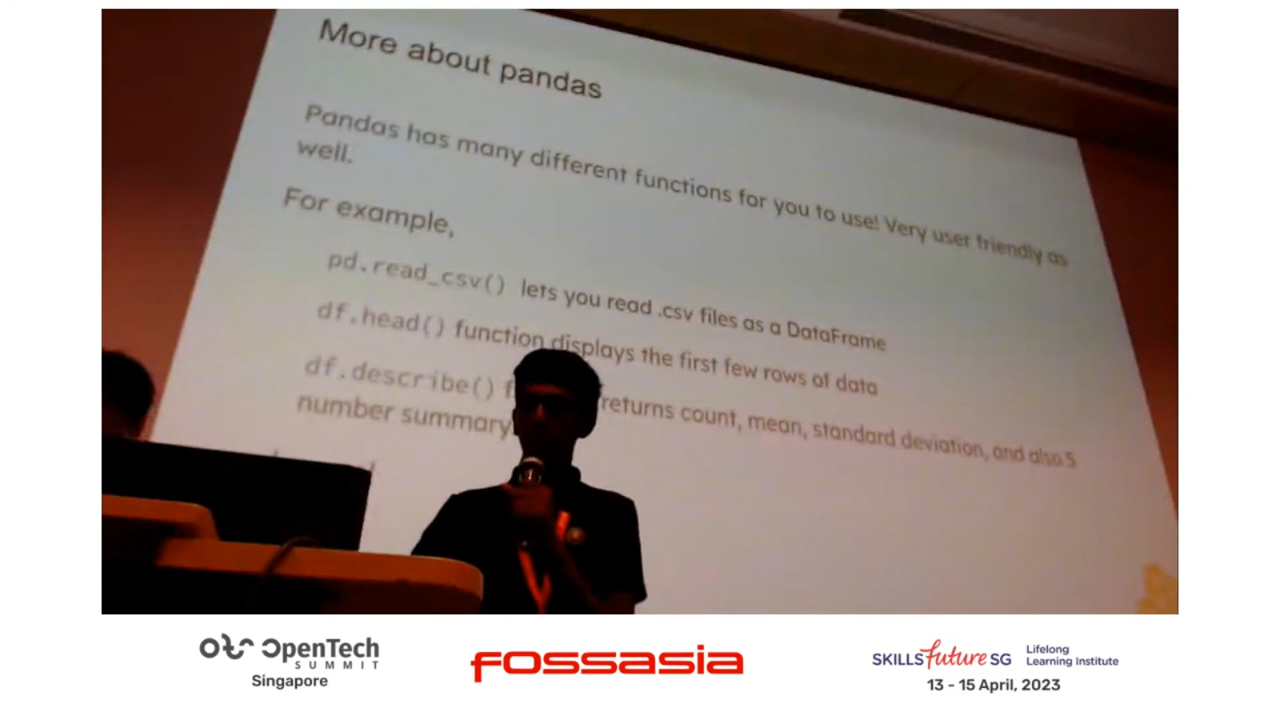 More about pandas
Pandas has many different functions for you to use! Very user friendly as
well.
For example,
pd.read_csv() lets you read .csv files as a DataFrame
df.head() function displays the first few rows of data
df.describe() f returns count, mean, standard deviation, and also 5
number summary
OpenTech
SUMMIT
Singapore
fossasia
SKILLS future SG
Lifelong
Learning Institute
13 - 15 April, 2023